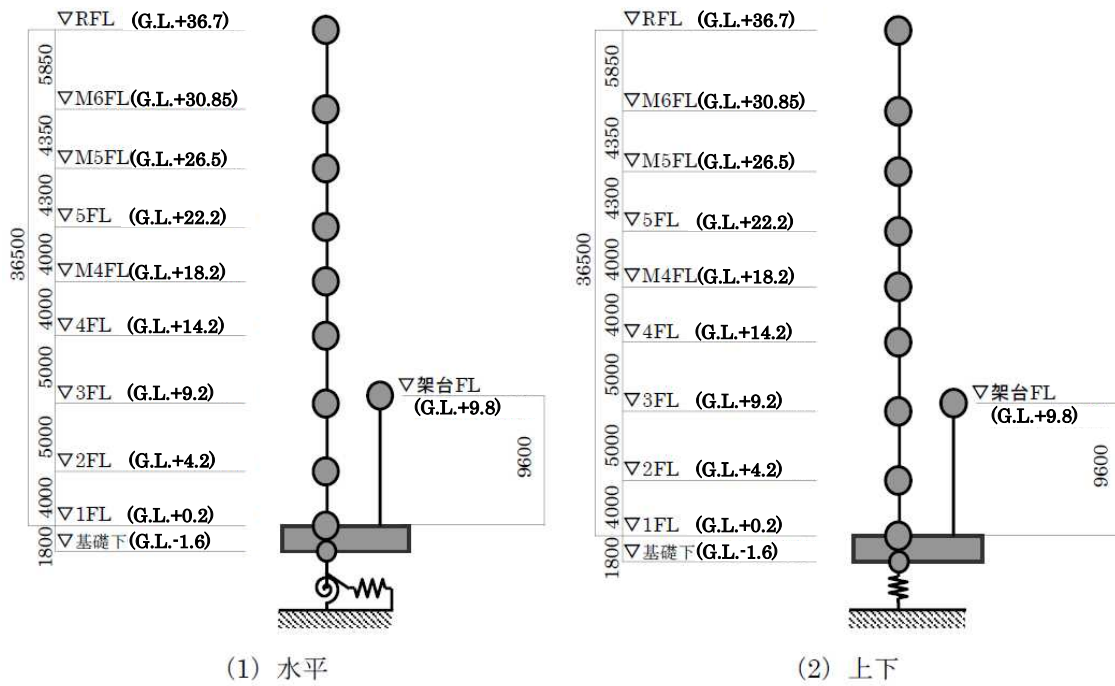 ▽RFL (G.L.+36.7)
5850
▽M6FL(G.L.+30.85)
4350
▽M5FL(G.L.+26.5)
4300
▽5FL (G.L.+22.2)
4000
▽M4FL(G.L.+18.2)
4000
▽4FL (G.L.+14.2)
5000
▽3FL (G.L.+9.2)
5000
▽2FL (G.L.+4.2)
4000
▽1FL (G.L.+0.2)
1800
▽基礎下(G.L.-1.6)
36500
▽架台FL
(G.L.+9.8)
9600
(1) 水平
▽RFL (G.L.+36.7)
5850
▽M6FL(G.L.+30.85)
4350
▽M5FL(G.L.+26.5)
4300
▽5FL (G.L.+22.2)
4000
▽M4FL(G.L.+18.2)
4000
▽4FL (G.L.+14.2)
5000
▽3FL (G.L.+9.2)
5000
▽2FL (G.L.+4.2)
4000
▽1FL (G.L.+0.2)
1800
▽基礎下(G.L.-1.6)
36500
▽架台FL
(G.L.+9.8)
9600
(2) 上下